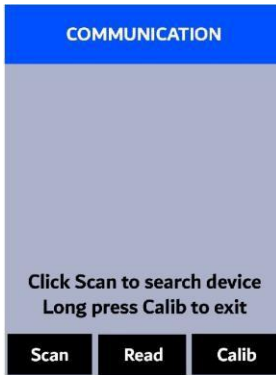 COMMUNICATION
Click Scan to search device
Long press Calib to exit
Scan Read Calib